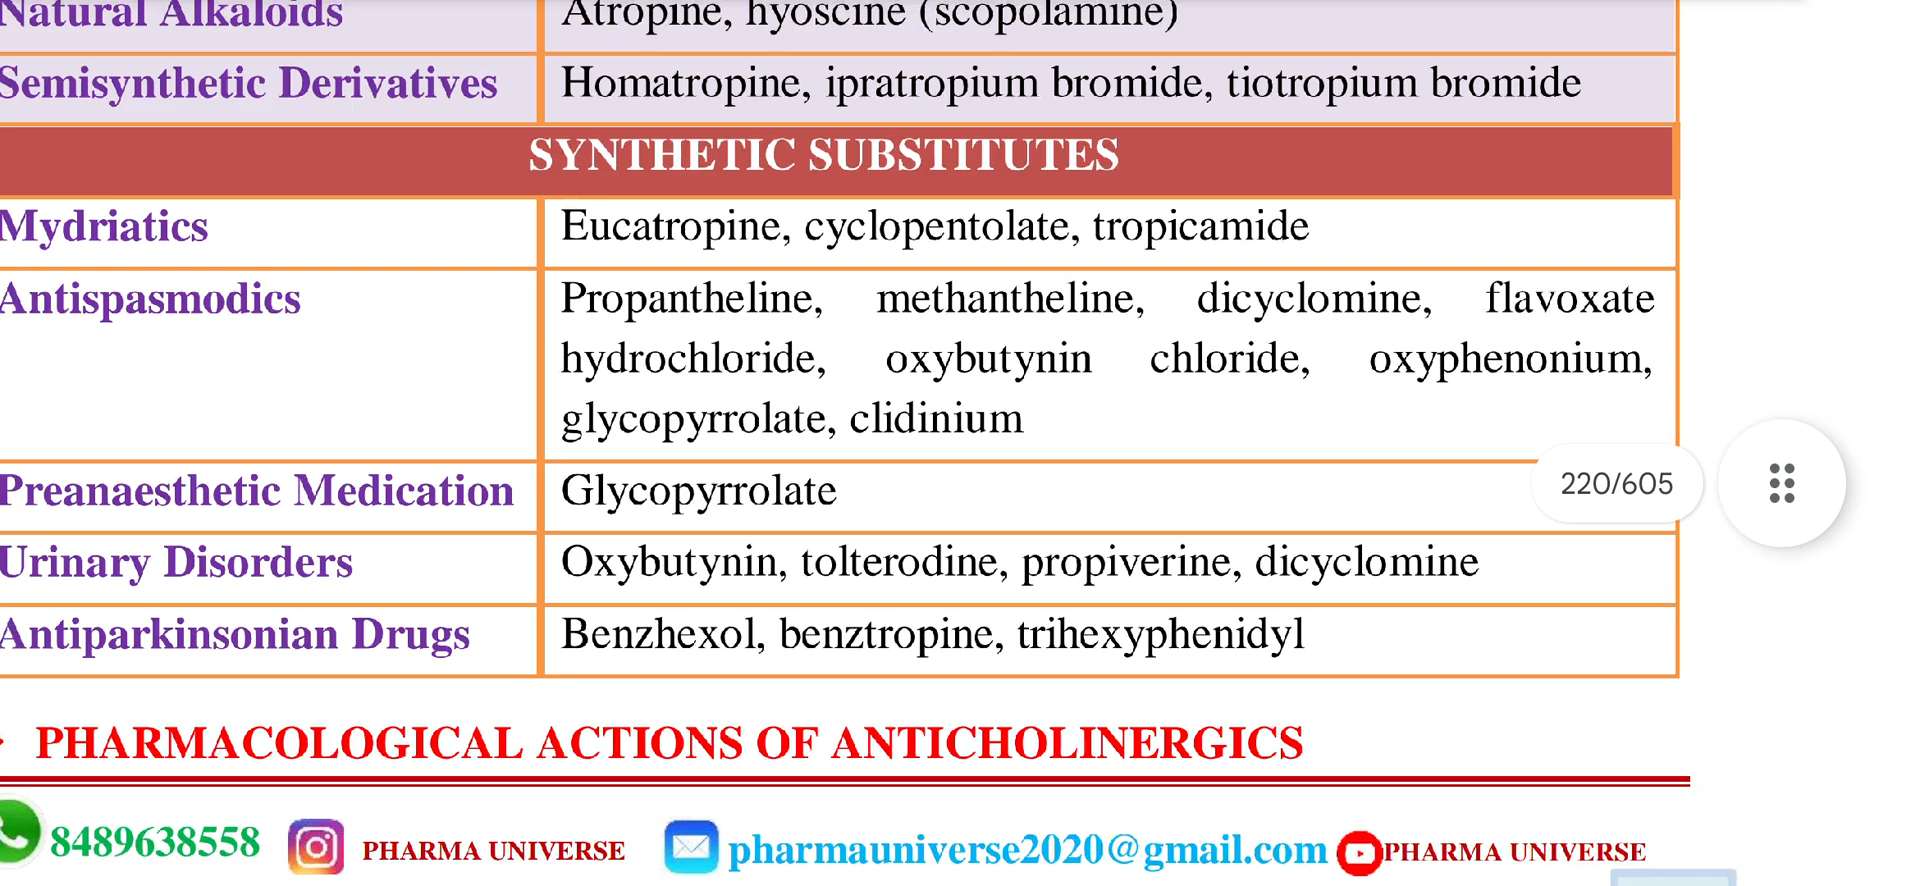 Natural Alkaloids Atropine, hyoscine (scopolamine)
Semisynthetic Derivatives Homatropine, ipratropium bromide, tiotropium bromide
SYNTHETIC SUBSTITUTES
Mydriatics Eucatropine, cyclopentolate, tropicamide
Antispasmodics Propantheline, methantheline, dicyclomine, flavoxate
hydrochloride, oxybutynin chloride, oxyphenonium,
glycopyrrolate, clidinium
Preanaesthetic Medication Glycopyrrolate
220/605
Urinary Disorders Oxybutynin, tolterodine, propiverine, dicyclomine
Antiparkinsonian Drugs Benzhexol, benztropine, trihexyphenidyl
PHARMACOLOGICAL ACTIONS OF ANTICHOLINERGICS
8489638558 PHARMA UNIVERSE pharmauniverse2020@gmail.com PHARMA UNIVERSE